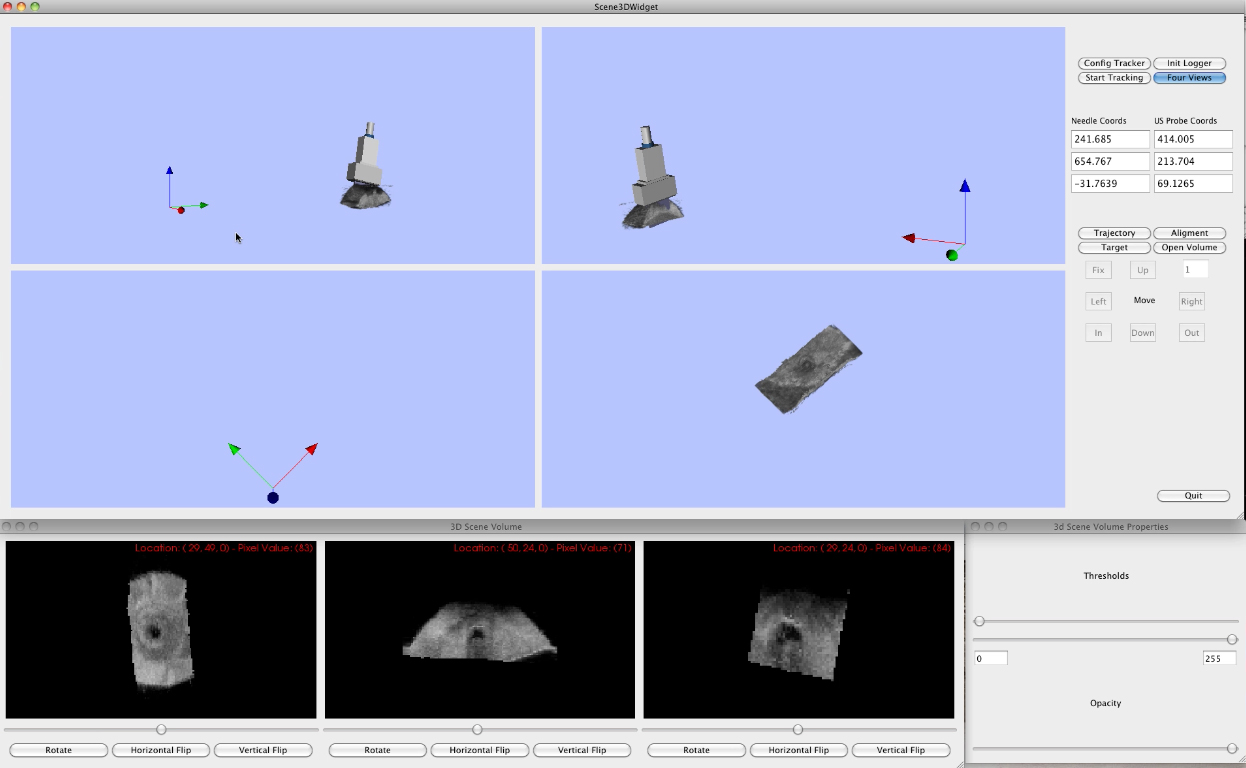 Scene3DWidget
Config Tracker Init Logger
Start Tracking Four Views
Needle Coords US Probe Coords
241.685 414.005
654.767 213.704
-31.7639 69.1265
Trajectory Aligment
Target Open Volume
Fix Up 1
Left Move Right
In Down Out
Quit
3D Scene Volume
Location: ( 29, 49, 0) - Pixel Value: (83)
Location: ( 50, 24, 0) - Pixel Value: (71)
Location: ( 29, 24, 0) - Pixel Value: (84)
Rotate Horizontal Flip Vertical Flip
Rotate Horizontal Flip Vertical Flip
Rotate Horizontal Flip Vertical Flip
3d Scene Volume Properties
Thresholds
0 255
Opacity